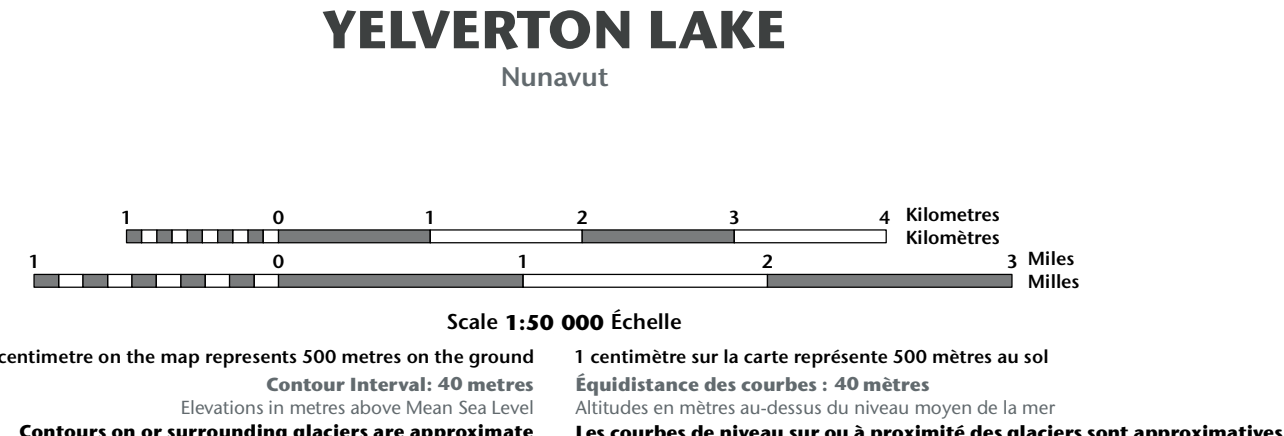 YELVERTON LAKE
Nunavut
1 0 1 2 3 4 Kilometres
Kilomètres
1 0 1 2 3 Miles
Milles
Scale 1:50 000 Échelle
centimetre on the map represents 500 metres on the ground
1 centimètre sur la carte représente 500 mètres au sol
Contour Interval: 40 metres
Équidistance des courbes : 40 mètres
Elevations in metres above Mean Sea Level
Altitudes en mètres au-dessus du niveau moyen de la mer
Contours on or surrounding glaciers are approximate
Les courbes de niveau sur ou à proximité des glaciers sont approximatives